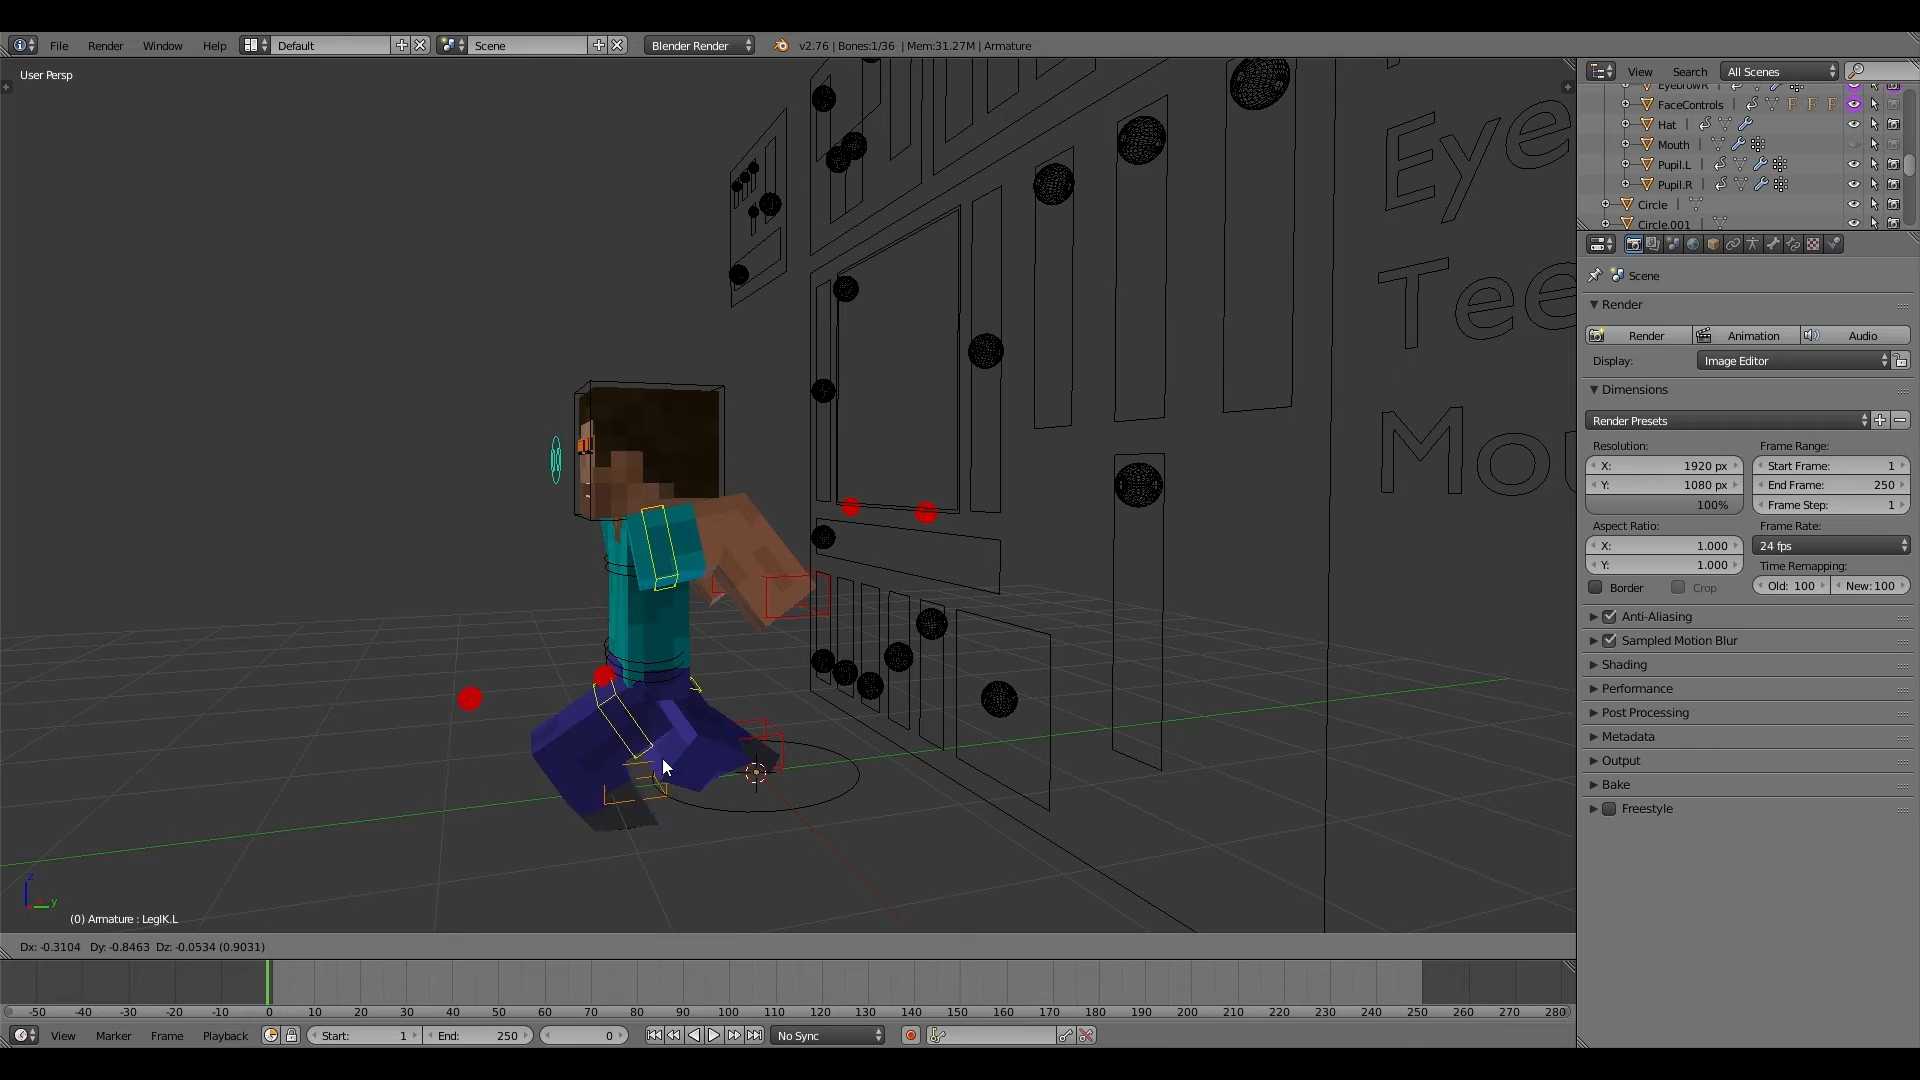 File Render Window Help Default Scene Blender Render v2.76 | Bones:1/36 | Mem:31.27M | Armature
User Persp
View Search All Scenes
EyebrowR
FaceControls
Hat
Mouth
Pupil.L
Pupil.R
Circle
Circle.001
Eye
Tee
Mou
Scene
Render
Render Animation Audio
Display: Image Editor
Dimensions
Render Presets
Resolution: Frame Range:
X: 1920 px Start Frame: 1
Y: 1080 px End Frame: 250
100% Frame Step: 1
Aspect Ratio: Frame Rate:
X: 1.000 24 fps
Y: 1.000 Time Remapping:
Border Crop Old: 100 New: 100
Anti-Aliasing
Sampled Motion Blur
Shading
Performance
Post Processing
Metadata
Output
Bake
Freestyle
z
y
(0) Armature : LegIK.L
Dx: -0.3104 Dy: -0.8463 Dz: -0.0534 (0.9031)
-50 -40 -30 -20 -10 0 10 20 30 40 50 60 70 80 90 100 110 120 130 140 150 160 170 180 190 200 210 220 230 240 250 260 270 280
View Marker Frame Playback Start: 1 End: 250 0 No Sync